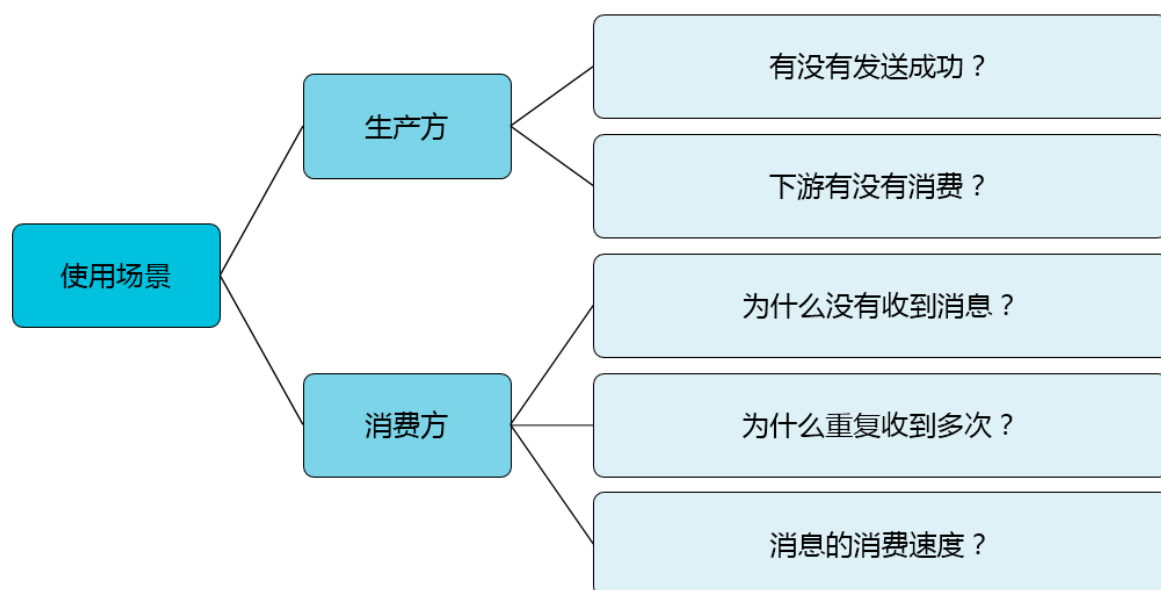 有没有发送成功？
生产方
下游有没有消费？
使用场景
为什么没有收到消息？
消费方
为什么重复收到多次？
消息的消费速度？